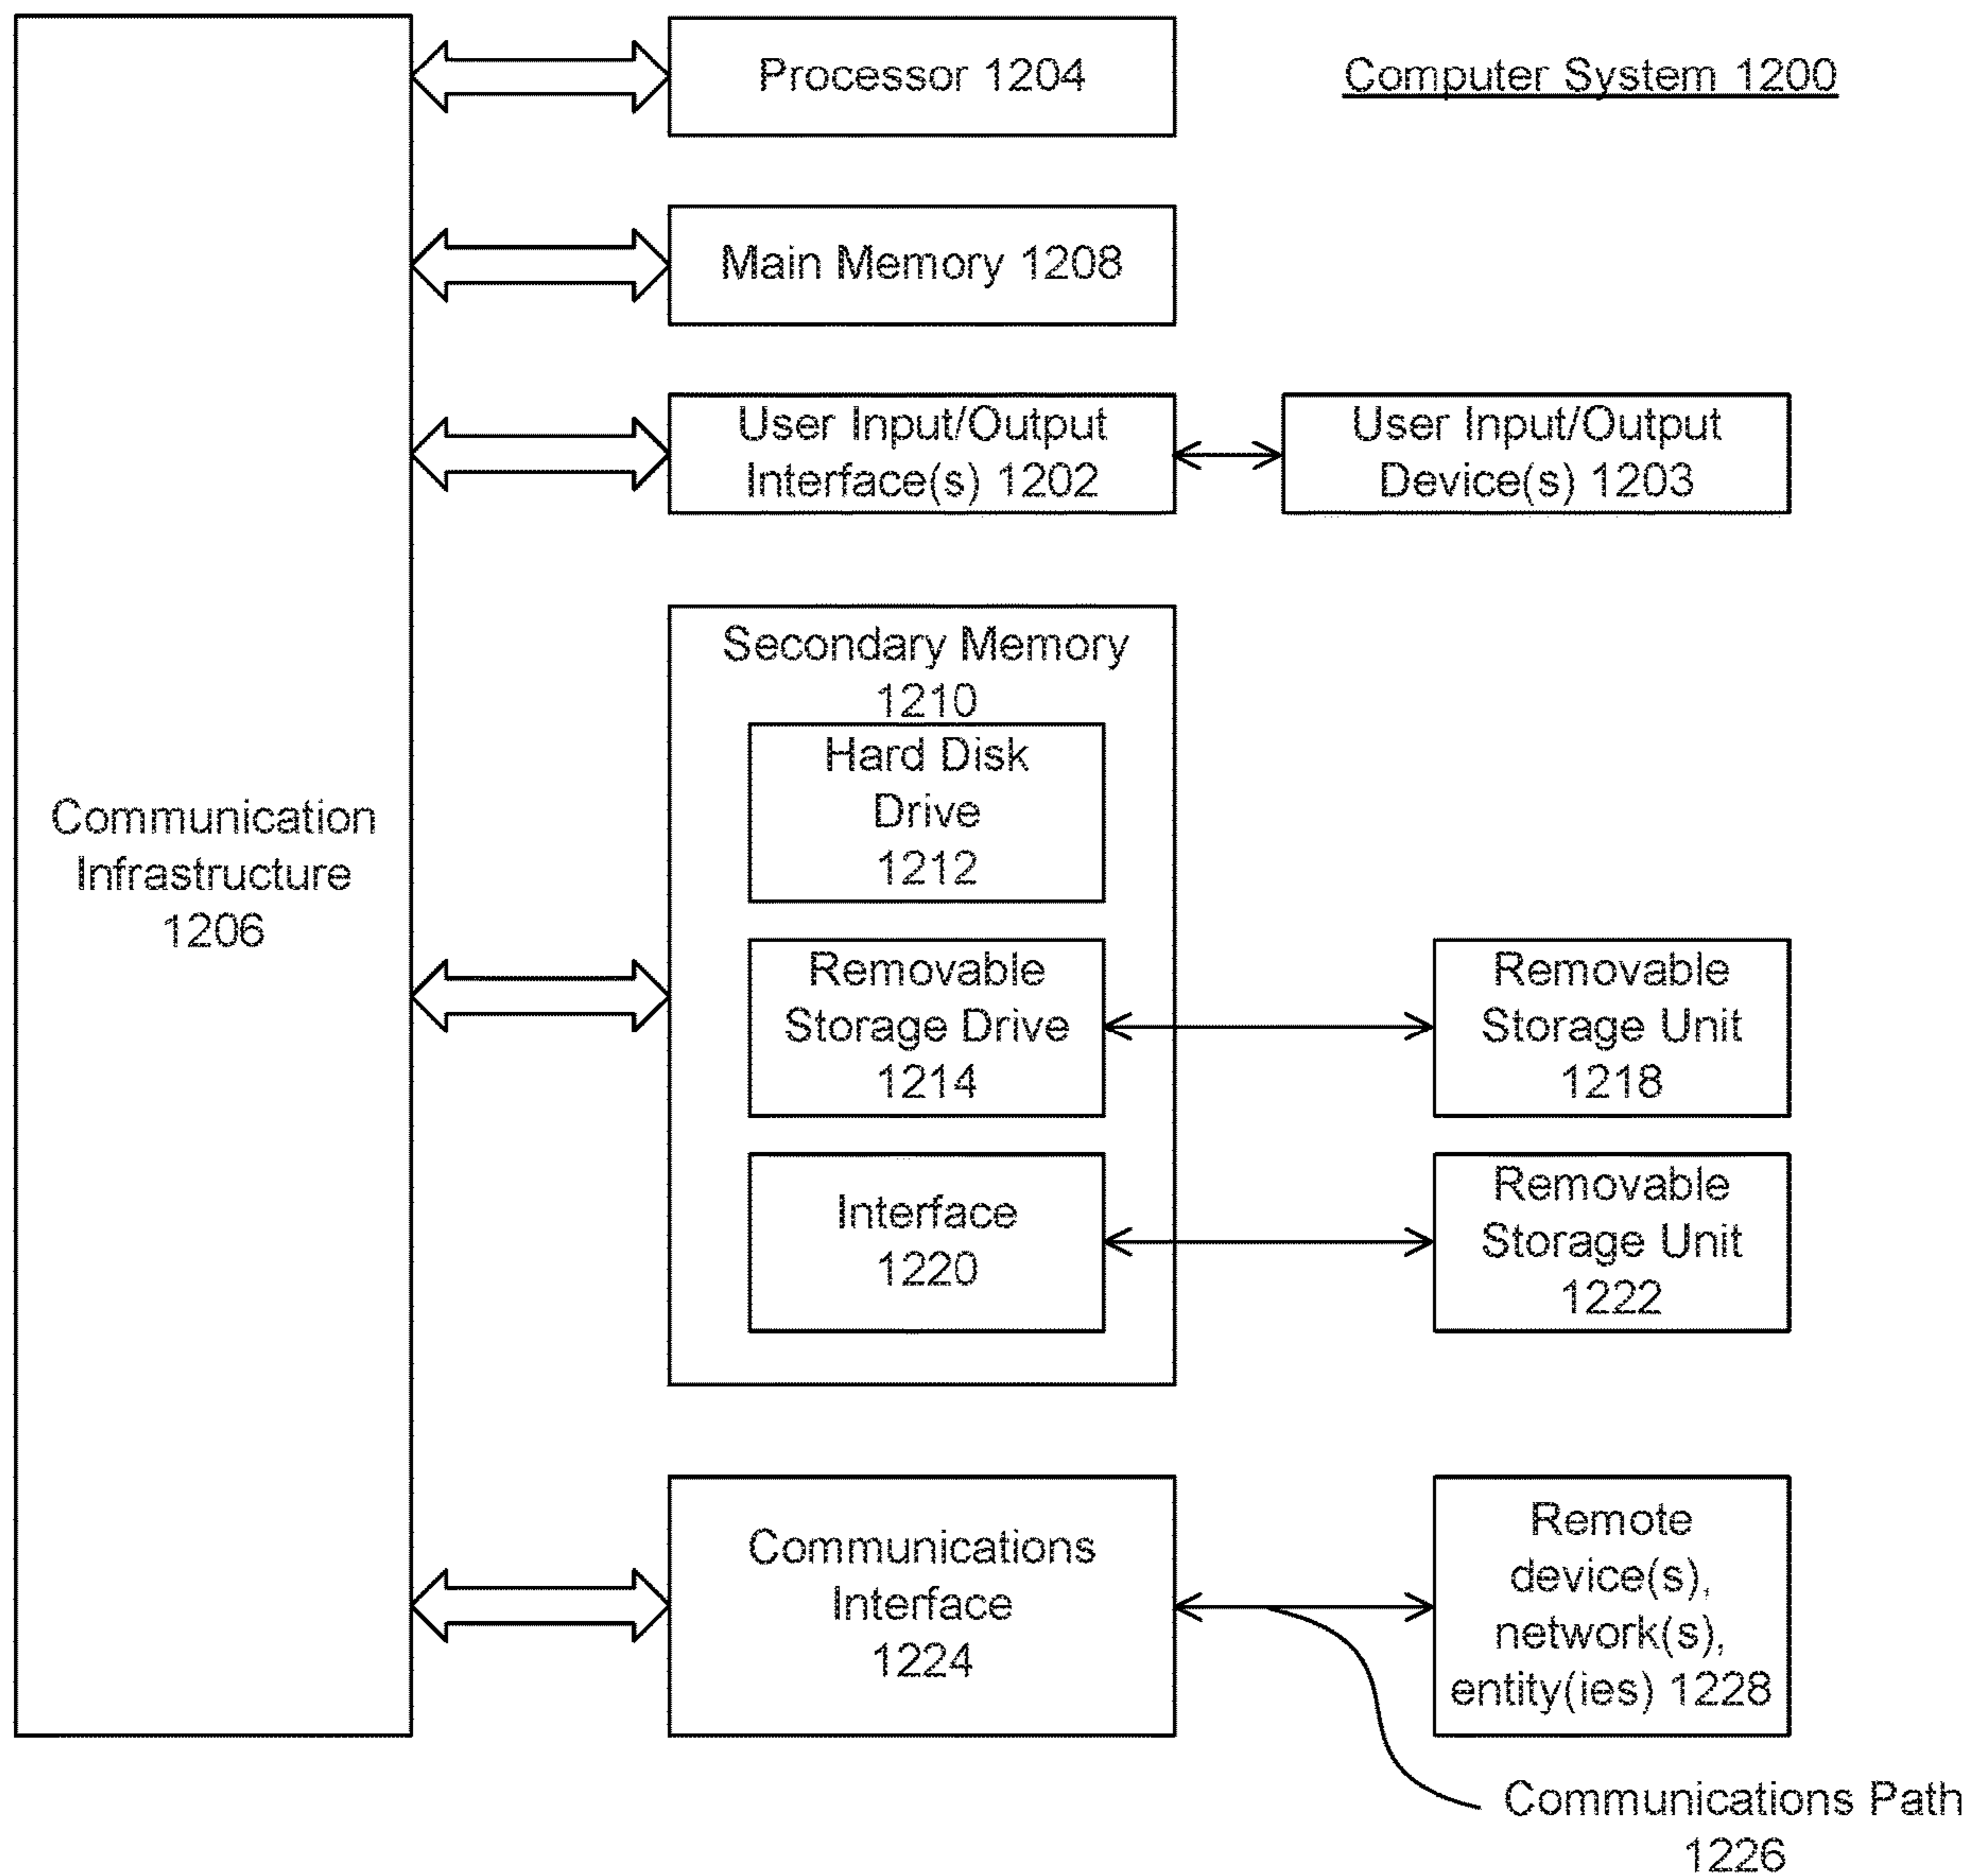 Processor 1204
Computer System 1200
Main Memory 1208
User Input/Output
Interface(s) 1202
User Input/Output
Device(s) 1203
Communication
Infrastructure
1206
Secondary Memory
1210
Hard Disk
Drive
1212
Removable
Storage Drive
1214
Removable
Storage Unit
1218
Interface
1220
Removable
Storage Unit
1222
Communications
Interface
1224
Remote
device(s),
network(s),
entity(ies) 1228
Communications Path
1226